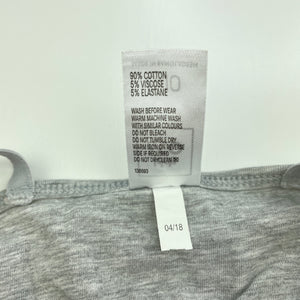 90% COTTON
5% VISCOSE
5% ELASTANE
WASH BEFORE WEAR
WARM MACHINE WASH
WITH SIMILAR COLOURS
DO NOT BLEACH
DO NOT TUMBLE DRY
WARM IRON ON REVERSE
SIDE IF REQUIRED
DO NOT DRYCLEAN
04/18